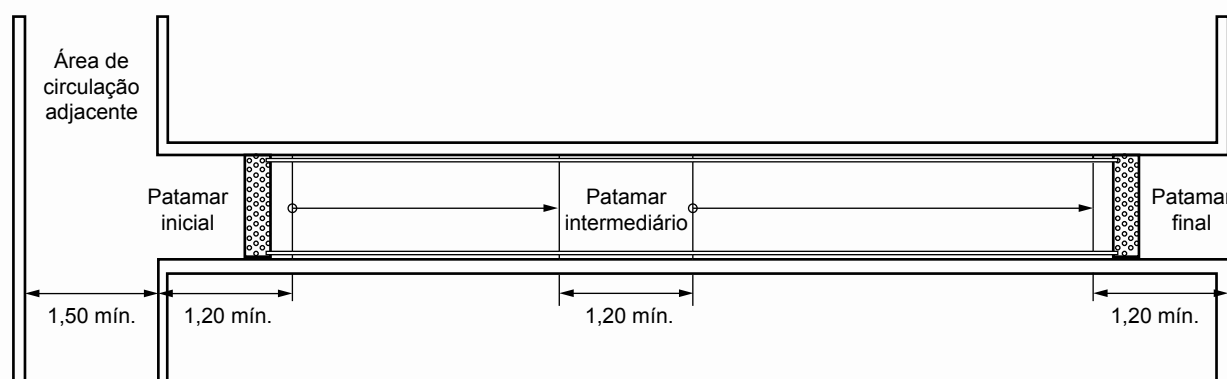 Área de
circulação
adjacente
Patamar
inicial
Patamar
intermediário
Patamar
final
1,50 mín.
1,20 mín.
1,20 mín.
1,20 mín.